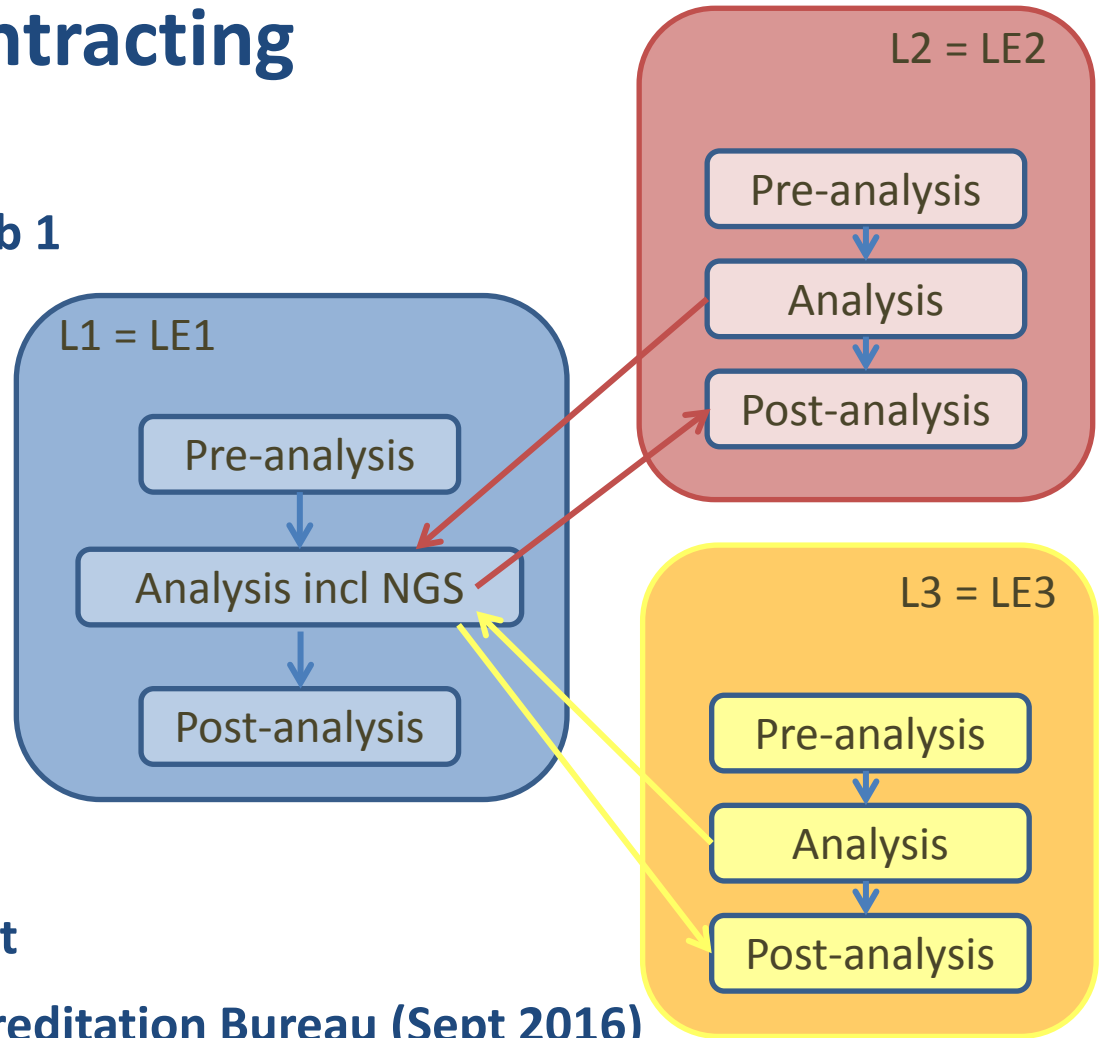 ntracting
b 1
L1 = LE1
Pre-analysis
Analysis incl NGS
Post-analysis
L2 = LE2
Pre-analysis
Analysis
Post-analysis
L3 = LE3
Pre-analysis
Analysis
Post-analysis
t
reditation Bureau (Sept 2016)